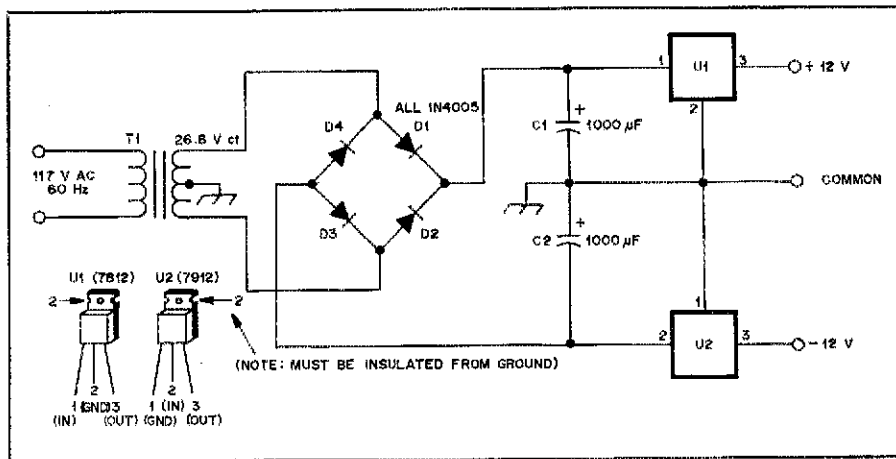 T1
117 V AC
60 Hz
26.8 V ct
ALL 1N4005
D4
D1
D3
D2
C1
+
1000 µF
C2
+
1000 µF
1
U1
3
2
+ 12 V
COMMON
1
2
U2
3
- 12 V
U1 (7812)
U2 (7912)
2
2
(NOTE: MUST BE INSULATED FROM GROUND)
2
2
1 (GND) 3
1 (IN) 3
(IN) (OUT) (GND) (OUT)